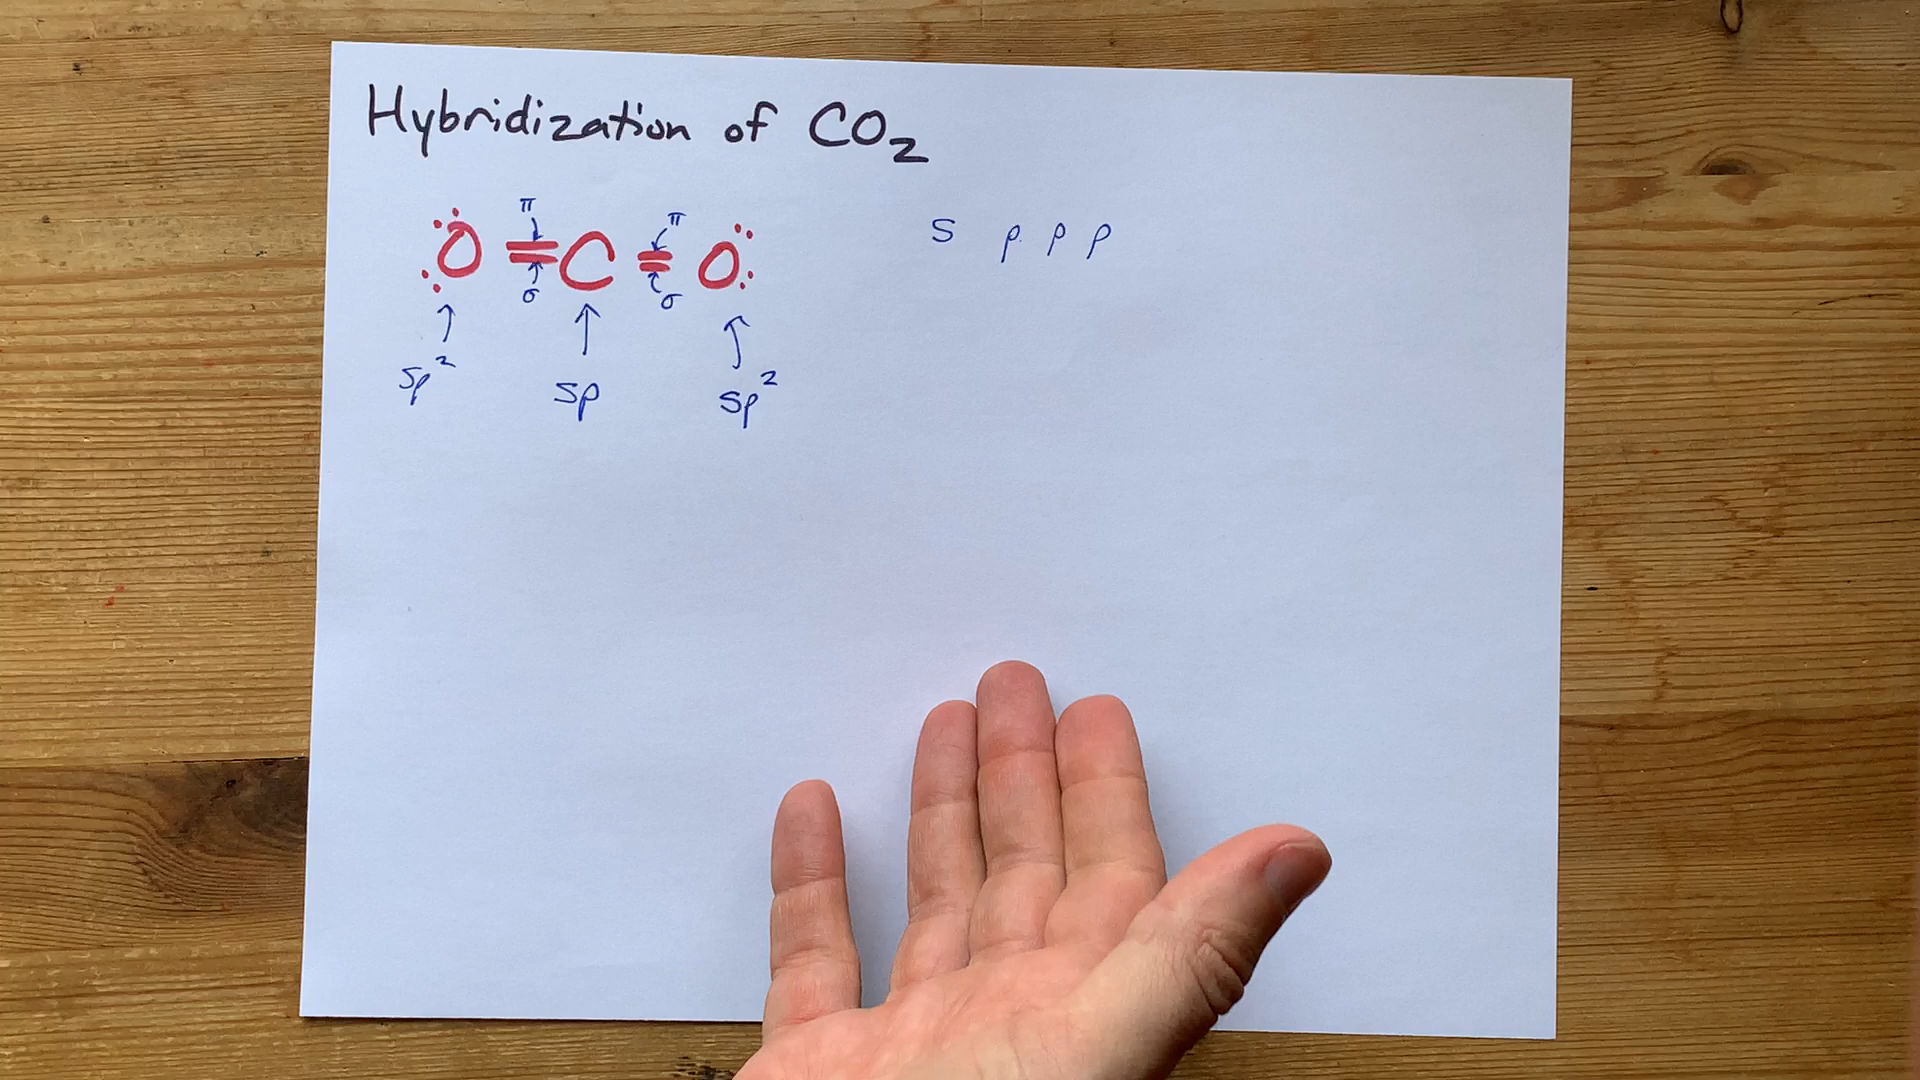 Hybridization of CO2
π π
O = C = O s p p p
σ σ
sp² sp sp²